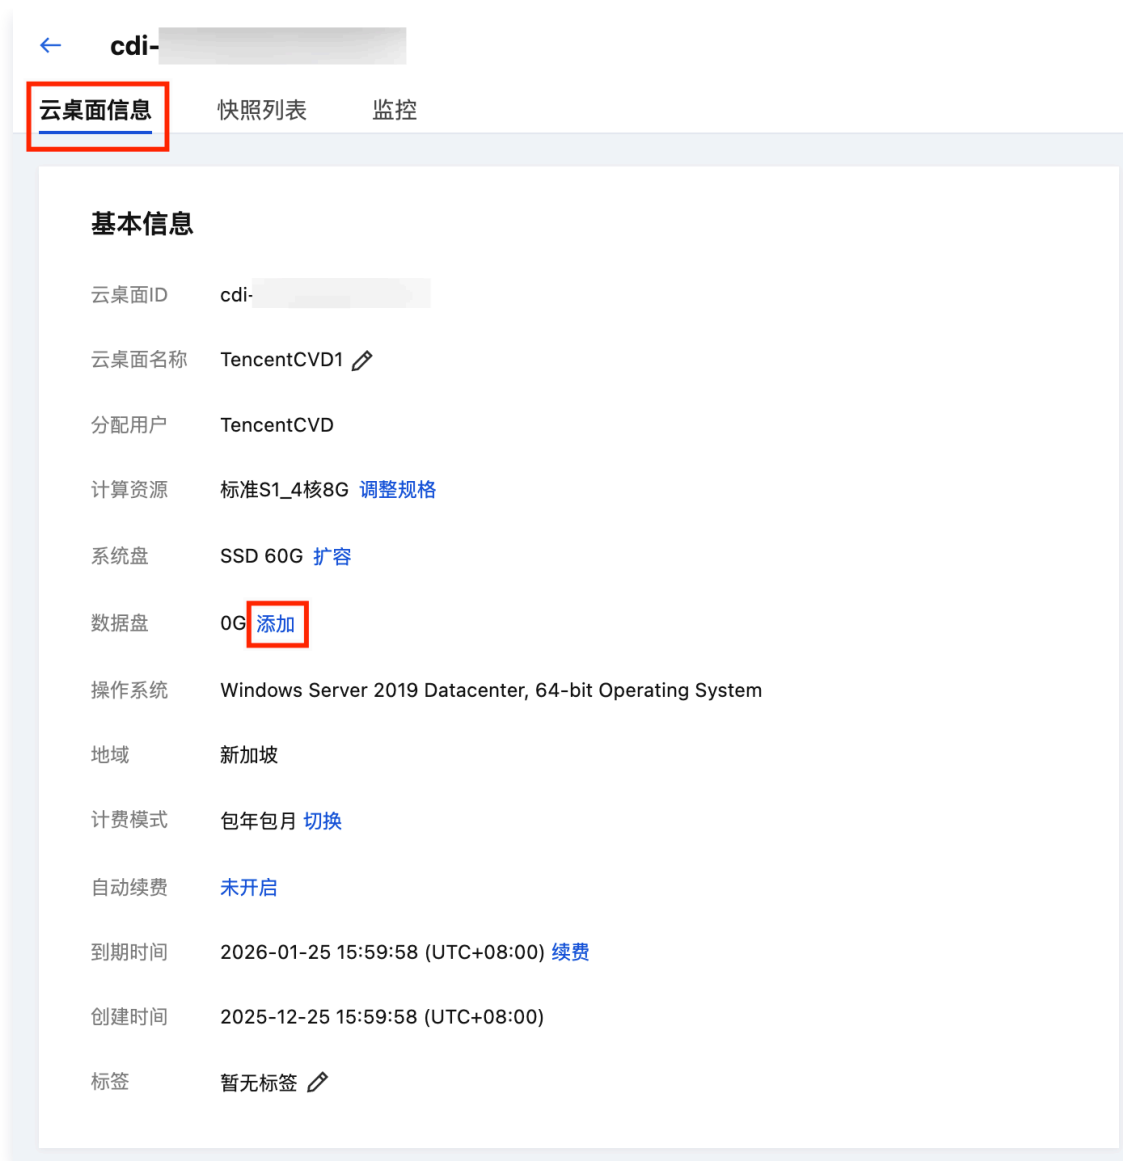 cdi-
云桌面信息 快照列表 监控
基本信息
云桌面ID cdi-
云桌面名称 TencentCVD1
分配用户 TencentCVD
计算资源 标准S1_4核8G 调整规格
系统盘 SSD 60G 扩容
数据盘 0G 添加
操作系统 Windows Server 2019 Datacenter, 64-bit Operating System
地域 新加坡
计费模式 包年包月 切换
自动续费 未开启
到期时间 2026-01-25 15:59:58 (UTC+08:00) 续费
创建时间 2025-12-25 15:59:58 (UTC+08:00)
标签 暂无标签